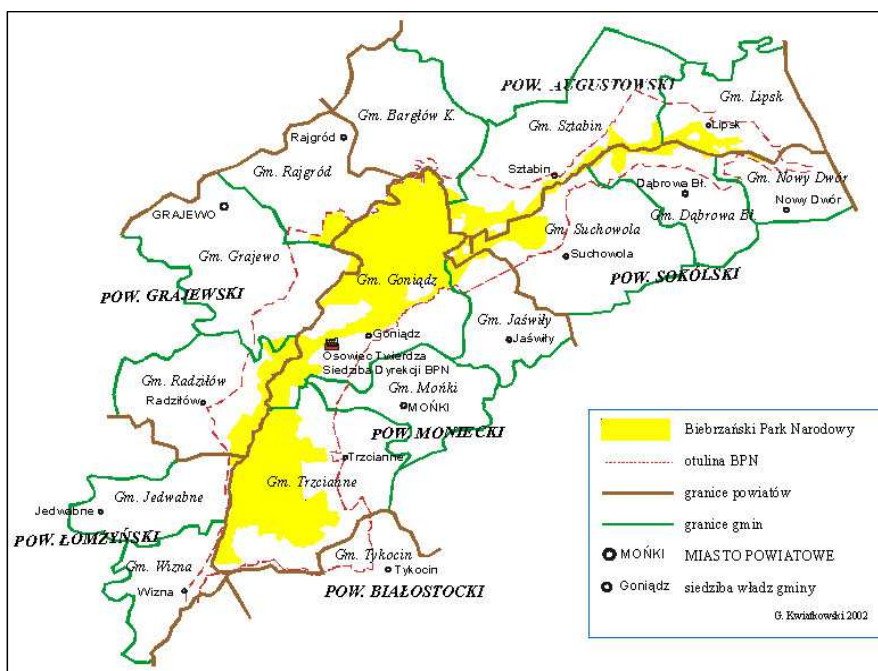 POW. AUGUSTOWSKI
Gm. Lipsk
Gm. Bargłów K.
Gm. Sztabin
Lipsk
Rajgród
Gm. Rajgród
Sztabin
Gm. Nowy Dwór
Dąbrowa Bł.
Nowy Dwór
GRAJEWO
Gm. Dąbrowa Bł.
Gm. Suchowola
Gm. Grajewo
Suchowola
Gm. Goniądz
POW. SOKÓLSKI
POW. GRAJEWSKI
Gm. Jaświły
Goniądz
Jaświły
Osowiec Twierdza
Siedziba Dyrekcji BPN
Gm. Radziłów
Gm. Mońki
Radziłów
MOŃKI
POW. MONIECKI
Trzcianne
Gm. Trzcianne
Gm. Jedwabne
Jedwabne
POW. ŁOMŻYŃSKI
Gm. Tykocin
Gm. Wizna
Tykocin
Wizna
POW. BIAŁOSTOCKI
Biebrzański Park Narodowy
otulina BPN
granice powiatów
granice gmin
MOŃKI MIASTO POWIATOWE
Goniądz siedziba władz gminy
G. Kwiatkowski 2002